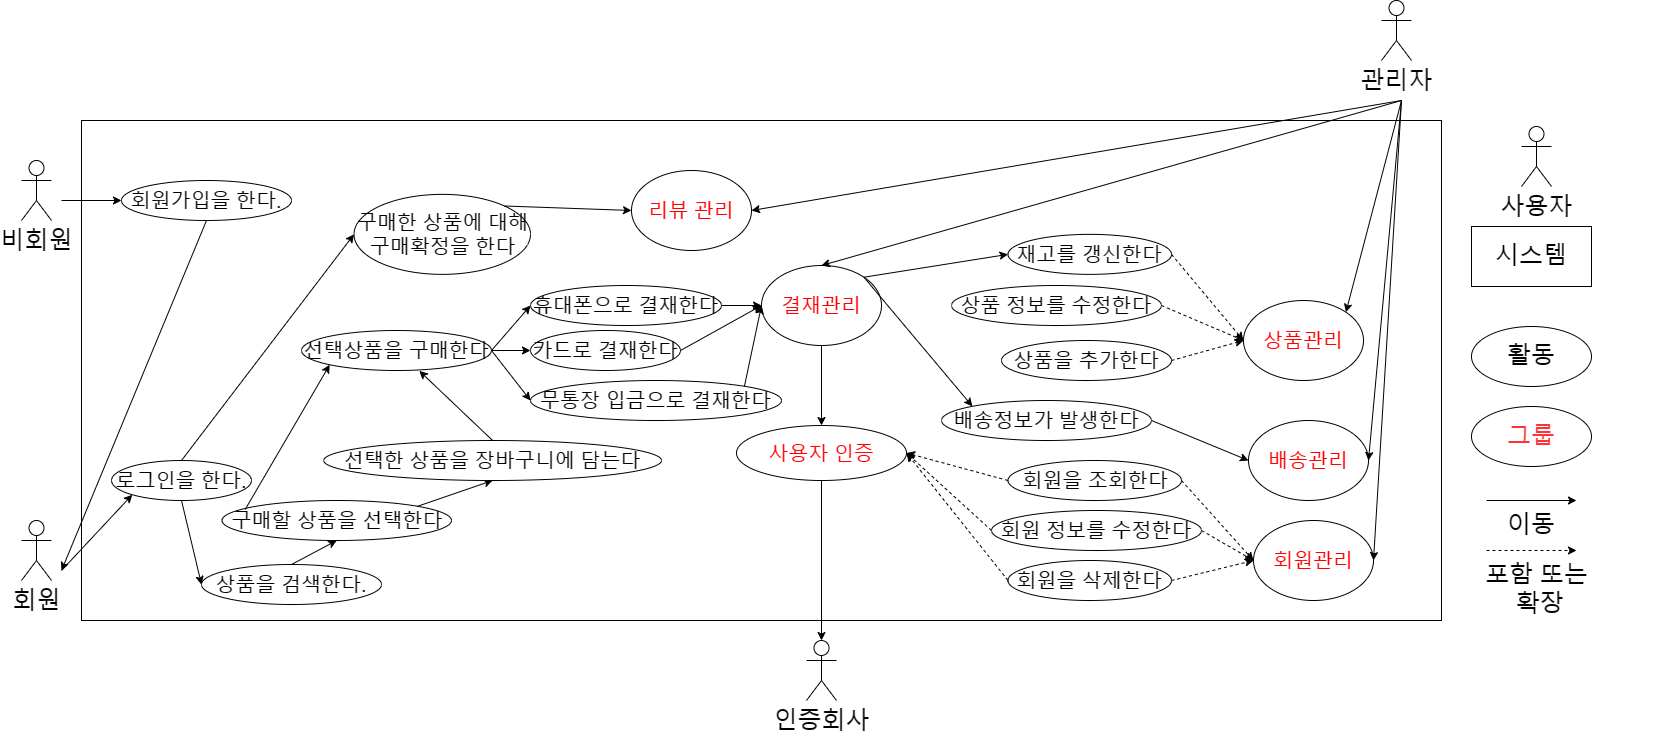 관리자
비회원
회원가입을 한다.
구매한 상품에 대해
구매확정을 한다
리뷰 관리
사용자
시스템
재고를 갱신한다
휴대폰으로 결재한다
결재관리
상품 정보를 수정한다
선택상품을 구매한다
카드로 결재한다
상품을 추가한다
상품관리
활동
무통장 입금으로 결재한다
배송정보가 발생한다
그룹
사용자 인증
선택한 상품을 장바구니에 담는다
배송관리
로그인을 한다.
회원을 조회한다
구매할 상품을 선택한다
회원 정보를 수정한다
이동
회원
상품을 검색한다.
회원을 삭제한다
회원관리
포함 또는
확장
인증회사